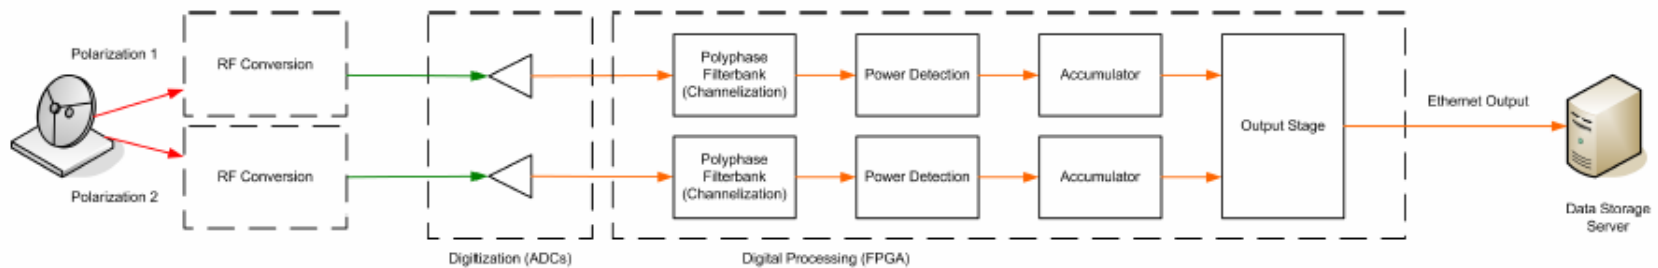 Polarization 1
RF Conversion
Polyphase
Filterbank
(Channelization)
Power Detection
Accumulator
Output Stage
Ethernet Output
Polarization 2
RF Conversion
Polyphase
Filterbank
(Channelization)
Power Detection
Accumulator
Data Storage
Server
Digitization (ADCs)
Digital Processing (FPGA)